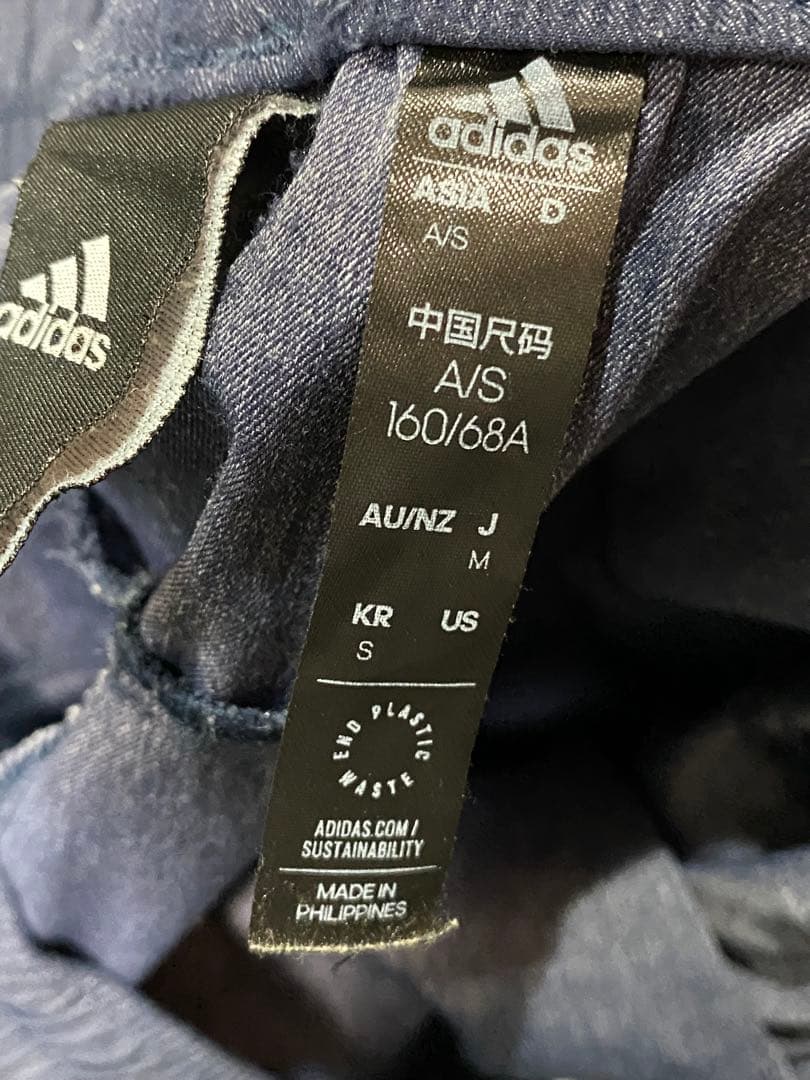 adidas
adidas
ASIA D
A/S
中国尺码
A/S
160/68A
AU/NZ J
M
KR US
S
END PLASTIC WASTE
ADIDAS.COM/
SUSTAINABILITY
MADE IN
PHILIPPINES